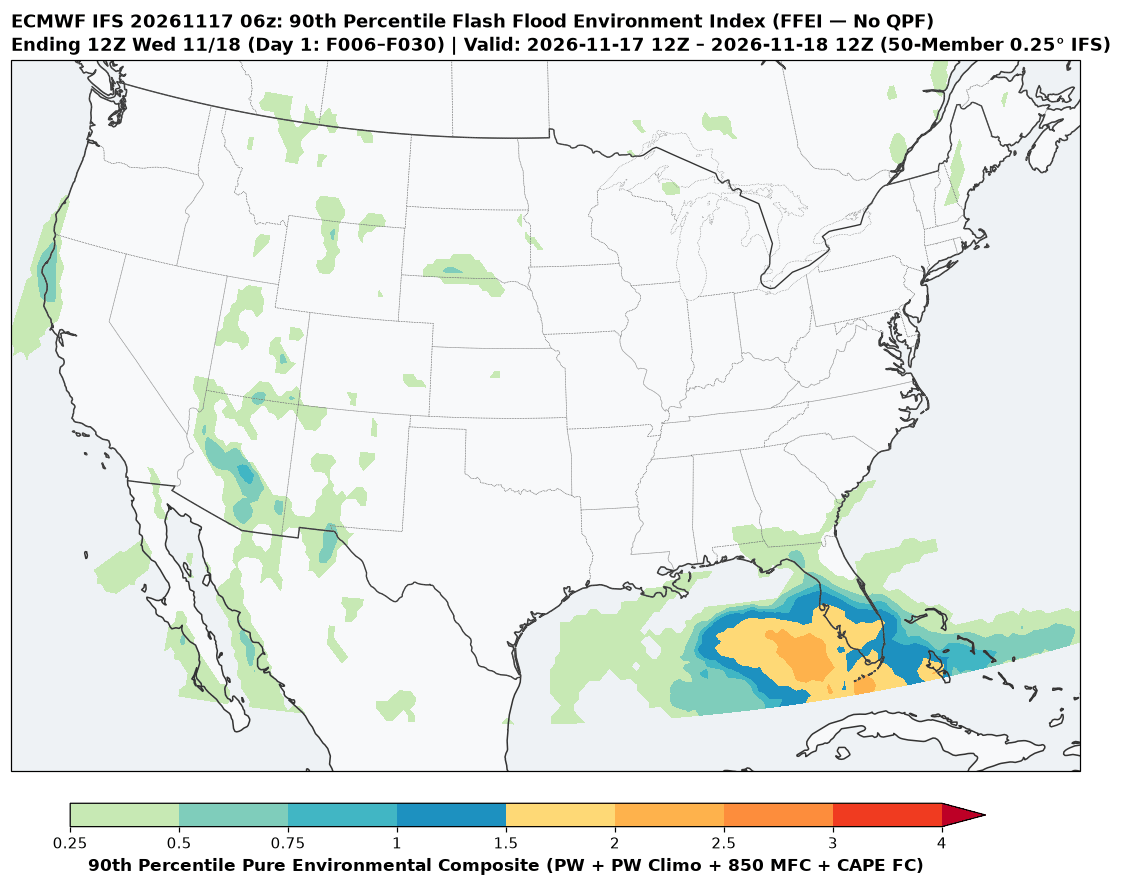 ECMWF IFS 20261117 06z: 90th Percentile Flash Flood Environment Index (FFEI — No QPF)
Ending 12Z Wed 11/18 (Day 1: F006–F030) | Valid: 2026-11-17 12Z – 2026-11-18 12Z (50-Member 0.25° IFS)
0.25 0.5 0.75 1 1.5 2 2.5 3 4
90th Percentile Pure Environmental Composite (PW + PW Climo + 850 MFC + CAPE FC)